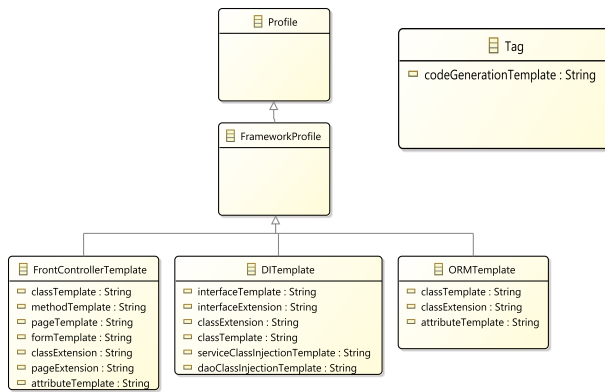 Profile
Tag
codeGenerationTemplate : String
FrameworkProfile
FrontControllerTemplate
classTemplate : String
methodTemplate : String
pageTemplate : String
formTemplate : String
classExtension : String
pageExtension : String
attributeTemplate : String
DITemplate
interfaceTemplate : String
interfaceExtension : String
classExtension : String
classTemplate : String
serviceClassInjectionTemplate : String
daoClassInjectionTemplate : String
ORMTemplate
classTemplate : String
classExtension : String
attributeTemplate : String